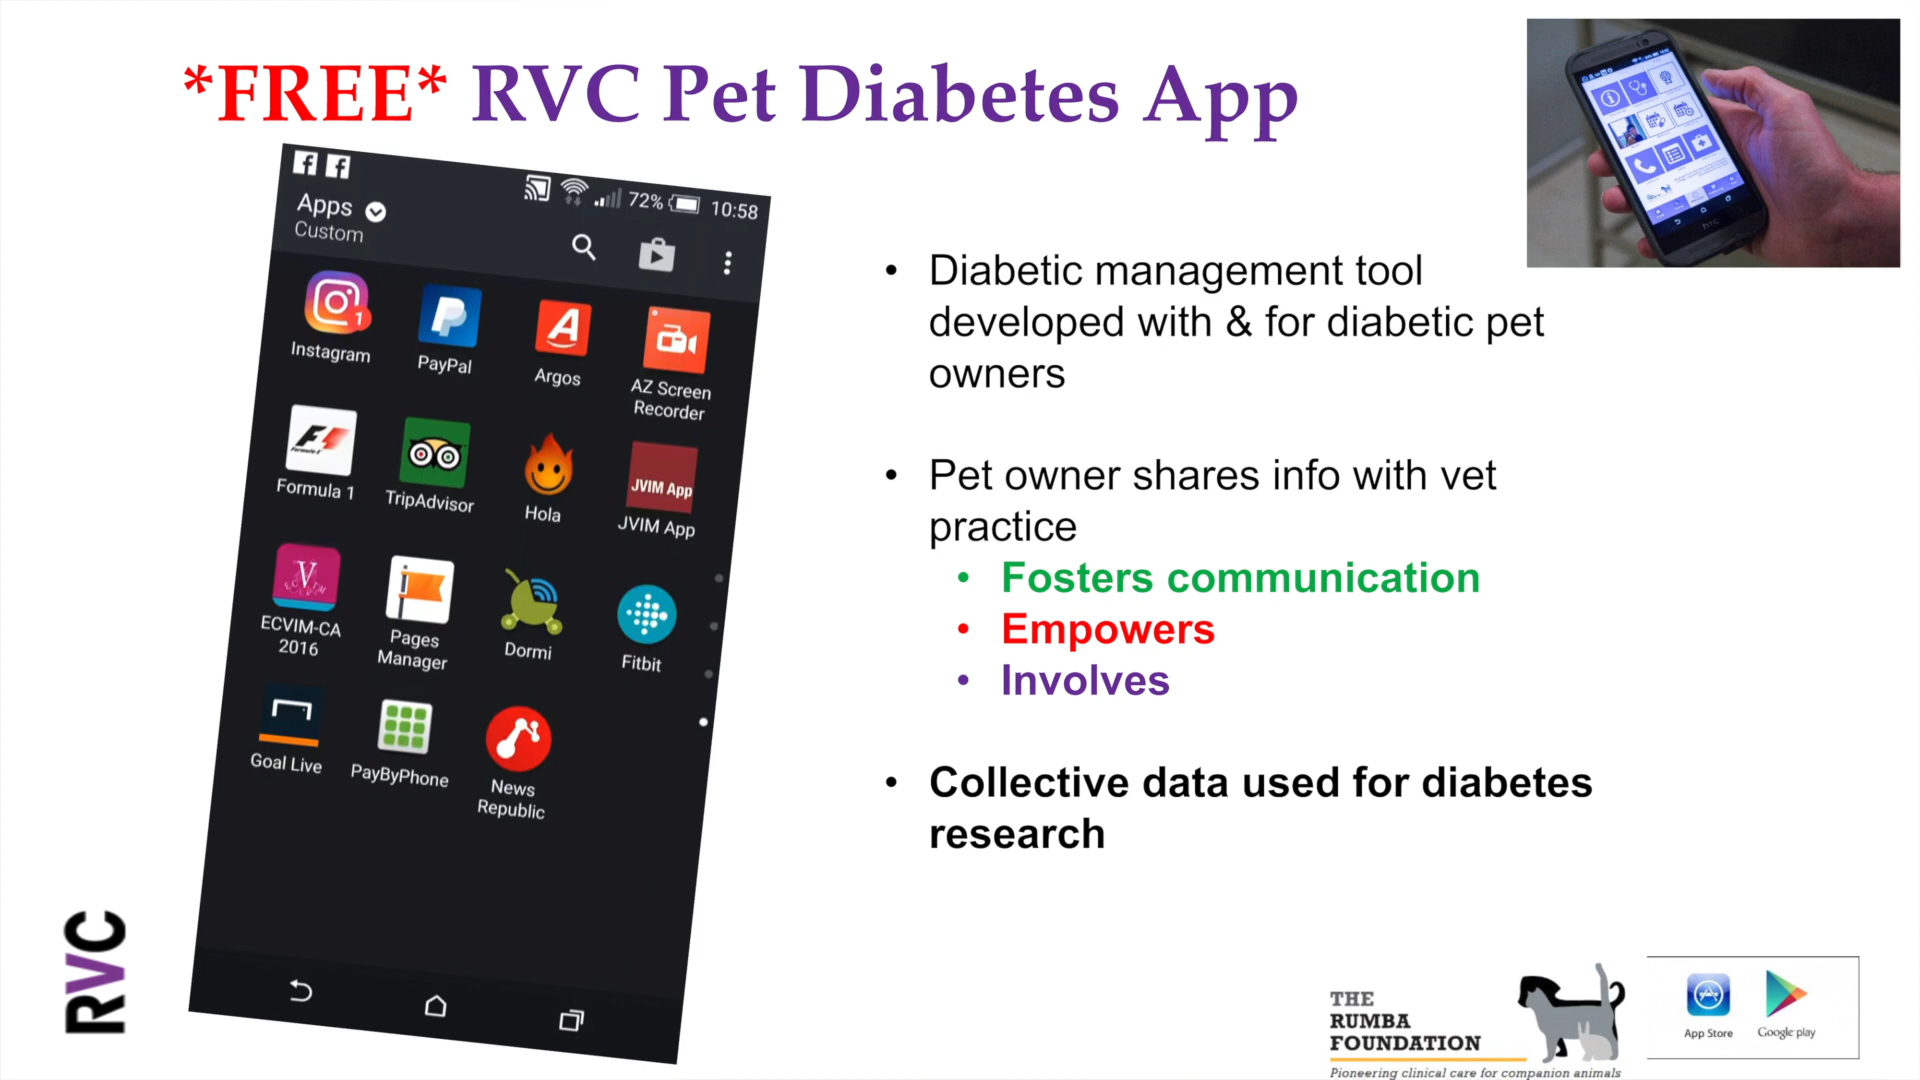 *FREE* RVC Pet Diabetes App
72% 10:58
Apps
Custom
Instagram
PayPal
Argos
AZ Screen
Recorder
Formula 1
TripAdvisor
Hola
JVIM App
JVIM App
ECVIM-CA
2016
Pages
Manager
Dormi
Fitbit
Goal Live
PayByPhone
News
Republic
• Diabetic management tool
developed with & for diabetic pet
owners
• Pet owner shares info with vet
practice
• Fosters communication
• Empowers
• Involves
• Collective data used for diabetes
research
RVC
THE
RUMBA
FOUNDATION
Pioneering clinical care for companion animals
App Store
Google play
hTC